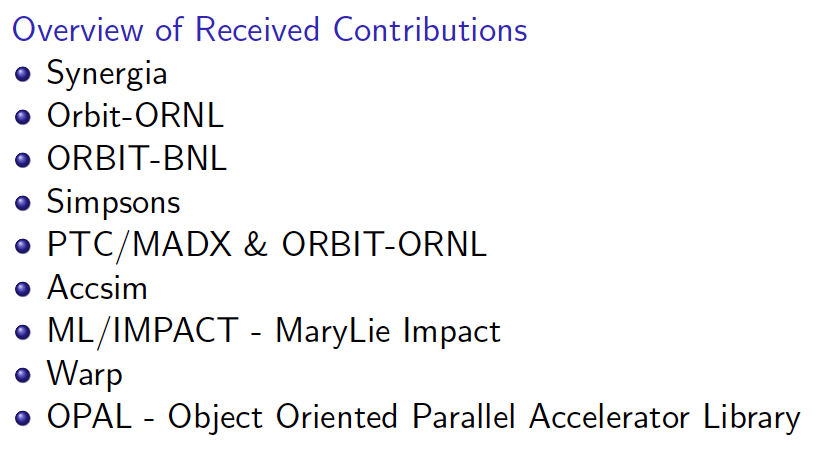 Overview of Received Contributions
Synergia
Orbit-ORNL
ORBIT-BNL
Simpsons
PTC/MADX & ORBIT-ORNL
Accsim
ML/IMPACT - MaryLie Impact
Warp
OPAL - Object Oriented Parallel Accelerator Library